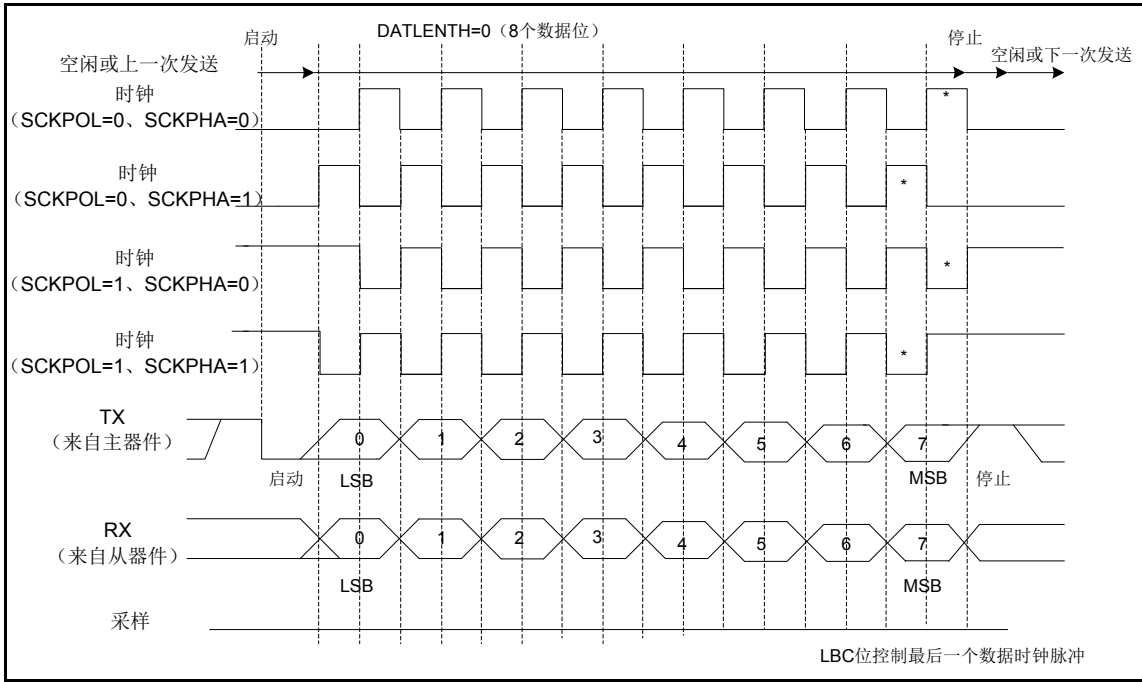 启动
DATLENTH=0（8个数据位）
停止
空闲或上一次发送
空闲或下一次发送
时钟
（SCKPOL=0、SCKPHA=0）
*
时钟
（SCKPOL=0、SCKPHA=1）
*
时钟
（SCKPOL=1、SCKPHA=0）
*
时钟
（SCKPOL=1、SCKPHA=1）
*
TX
（来自主器件）
0 1 2 3 4 5 6 7
启动 LSB MSB 停止
RX
（来自从器件）
0 1 2 3 4 5 6 7
LSB MSB
采样
LBC位控制最后一个数据时钟脉冲